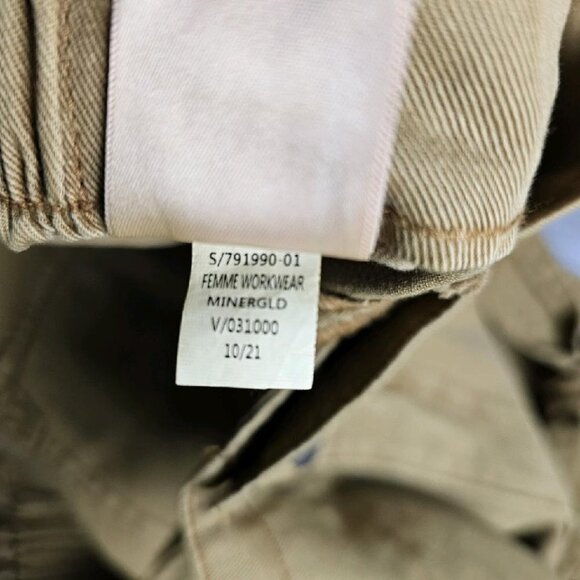 S/791990-01
FEMME WORKWEAR
MINERGLD
V/031000
10/21